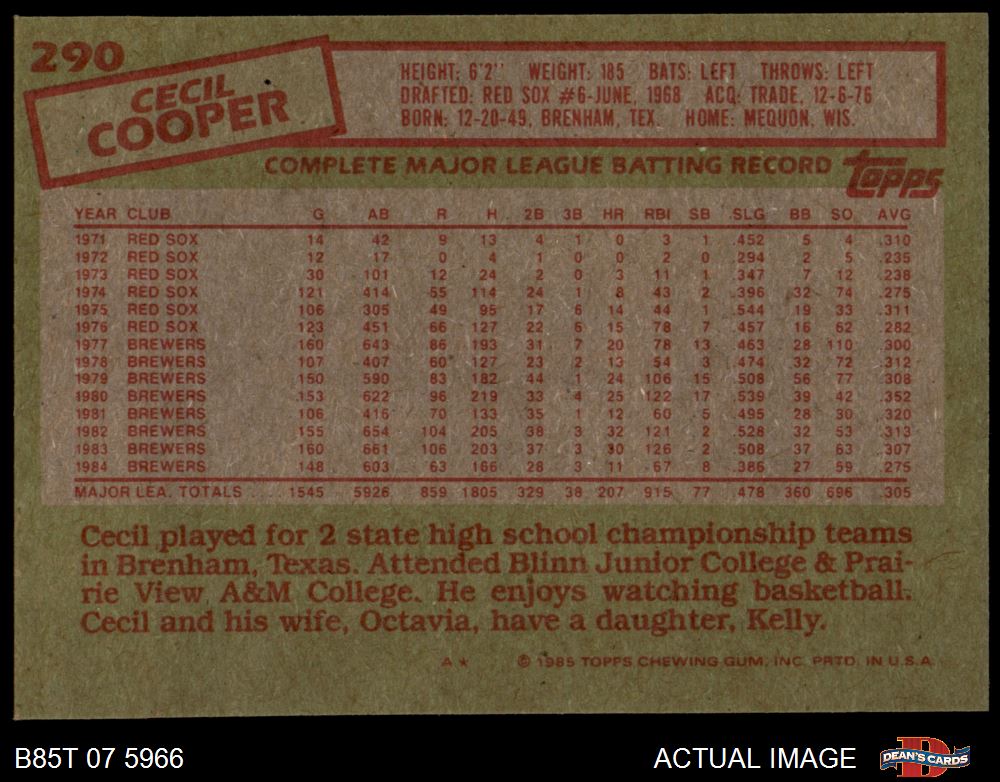 290
CECIL
COOPER
HEIGHT: 6'2" WEIGHT: 185 BATS: LEFT THROWS: LEFT
DRAFTED: RED SOX #6-JUNE, 1968 ACQ: TRADE, 12-6-76
BORN: 12-20-49, BRENHAM, TEX. HOME: MEQUON, WIS.
COMPLETE MAJOR LEAGUE BATTING RECORD
TOPPS
YEAR CLUB G AB R H 2B 3B HR RBI SB SLG BB SO AVG
1971 RED SOX 14 42 9 13 4 1 0 3 1 .452 5 4 .310
1972 RED SOX 12 17 0 4 1 0 0 2 0 .294 2 5 .235
1973 RED SOX 30 101 12 24 2 0 3 11 1 .347 7 12 .238
1974 RED SOX 121 414 55 114 24 1 8 43 2 .396 32 74 .275
1975 RED SOX 106 305 49 95 17 6 14 44 1 .544 19 33 .311
1976 RED SOX 123 451 66 127 22 6 15 78 7 .457 16 62 .282
1977 BREWERS 160 643 86 193 31 7 20 78 13 .463 28 110 .300
1978 BREWERS 107 407 60 127 23 2 13 54 3 .474 32 72 .312
1979 BREWERS 150 590 83 182 44 1 24 106 15 .508 56 77 .308
1980 BREWERS 153 622 96 219 33 4 25 122 17 .539 39 42 .352
1981 BREWERS 106 416 70 133 35 1 12 60 5 .495 28 30 .320
1982 BREWERS 155 654 104 205 38 3 32 121 2 .528 32 53 .313
1983 BREWERS 160 661 106 203 37 3 30 126 2 .508 37 63 .307
1984 BREWERS 148 603 63 166 28 3 11 67 8 .386 27 59 .275
MAJOR LEA. TOTALS .... 1545 5926 859 1805 329 38 207 915 77 .478 360 696 .305
Cecil played for 2 state high school championship teams
in Brenham, Texas. Attended Blinn Junior College & Prai-
rie View A&M College. He enjoys watching basketball.
Cecil and his wife, Octavia, have a daughter, Kelly.
A★ © 1985 TOPPS CHEWING GUM, INC. PRTD. IN U.S.A.
B85T 07 5966 ACTUAL IMAGE D DEAN'S CARDS